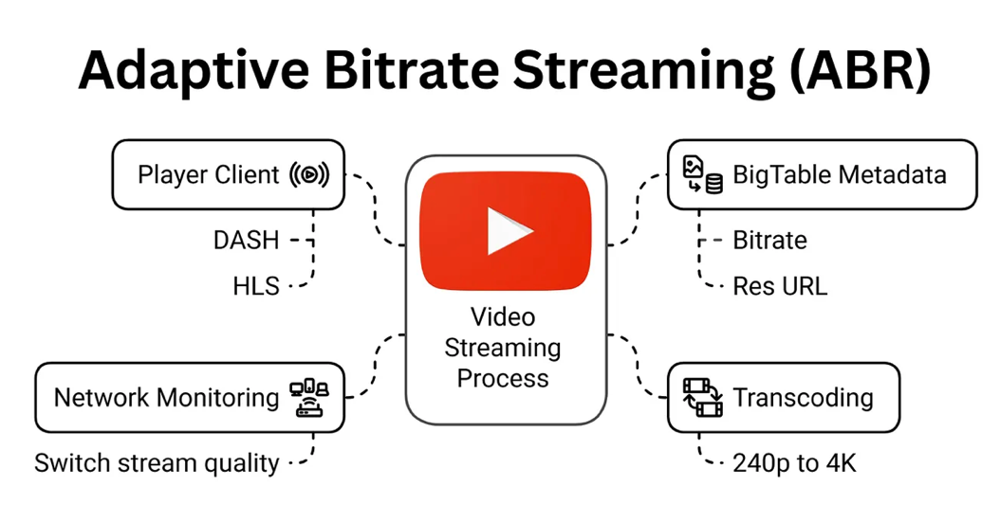 Adaptive Bitrate Streaming (ABR)
Player Client
DASH
HLS
Network Monitoring
Switch stream quality
Video
Streaming
Process
BigTable Metadata
Bitrate
Res URL
Transcoding
240p to 4K